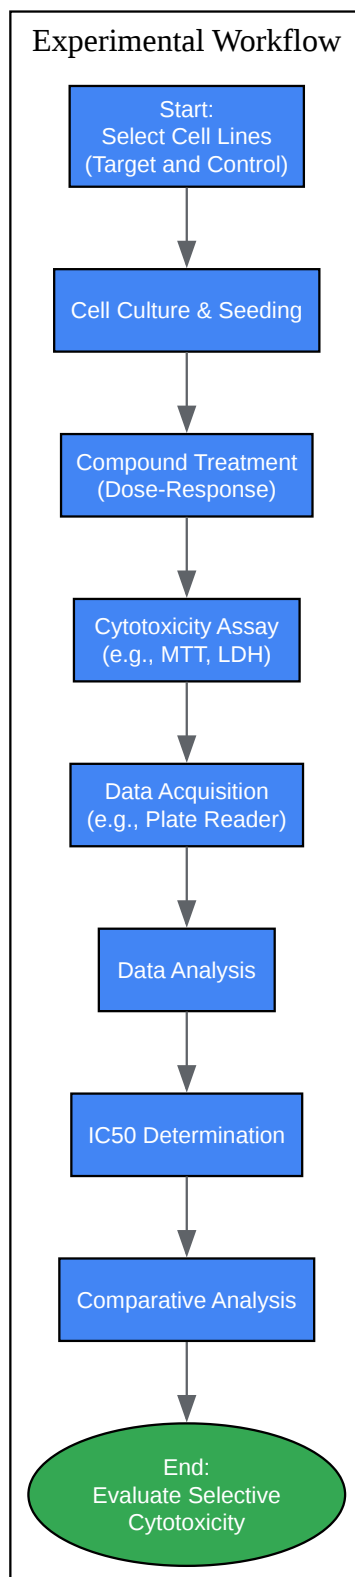 Experimental Workflow
Start:
Select Cell Lines
(Target and Control)
Cell Culture & Seeding
Compound Treatment
(Dose-Response)
Cytotoxicity Assay
(e.g., MTT, LDH)
Data Acquisition
(e.g., Plate Reader)
Data Analysis
IC50 Determination
Comparative Analysis
End:
Evaluate Selective
Cytotoxicity